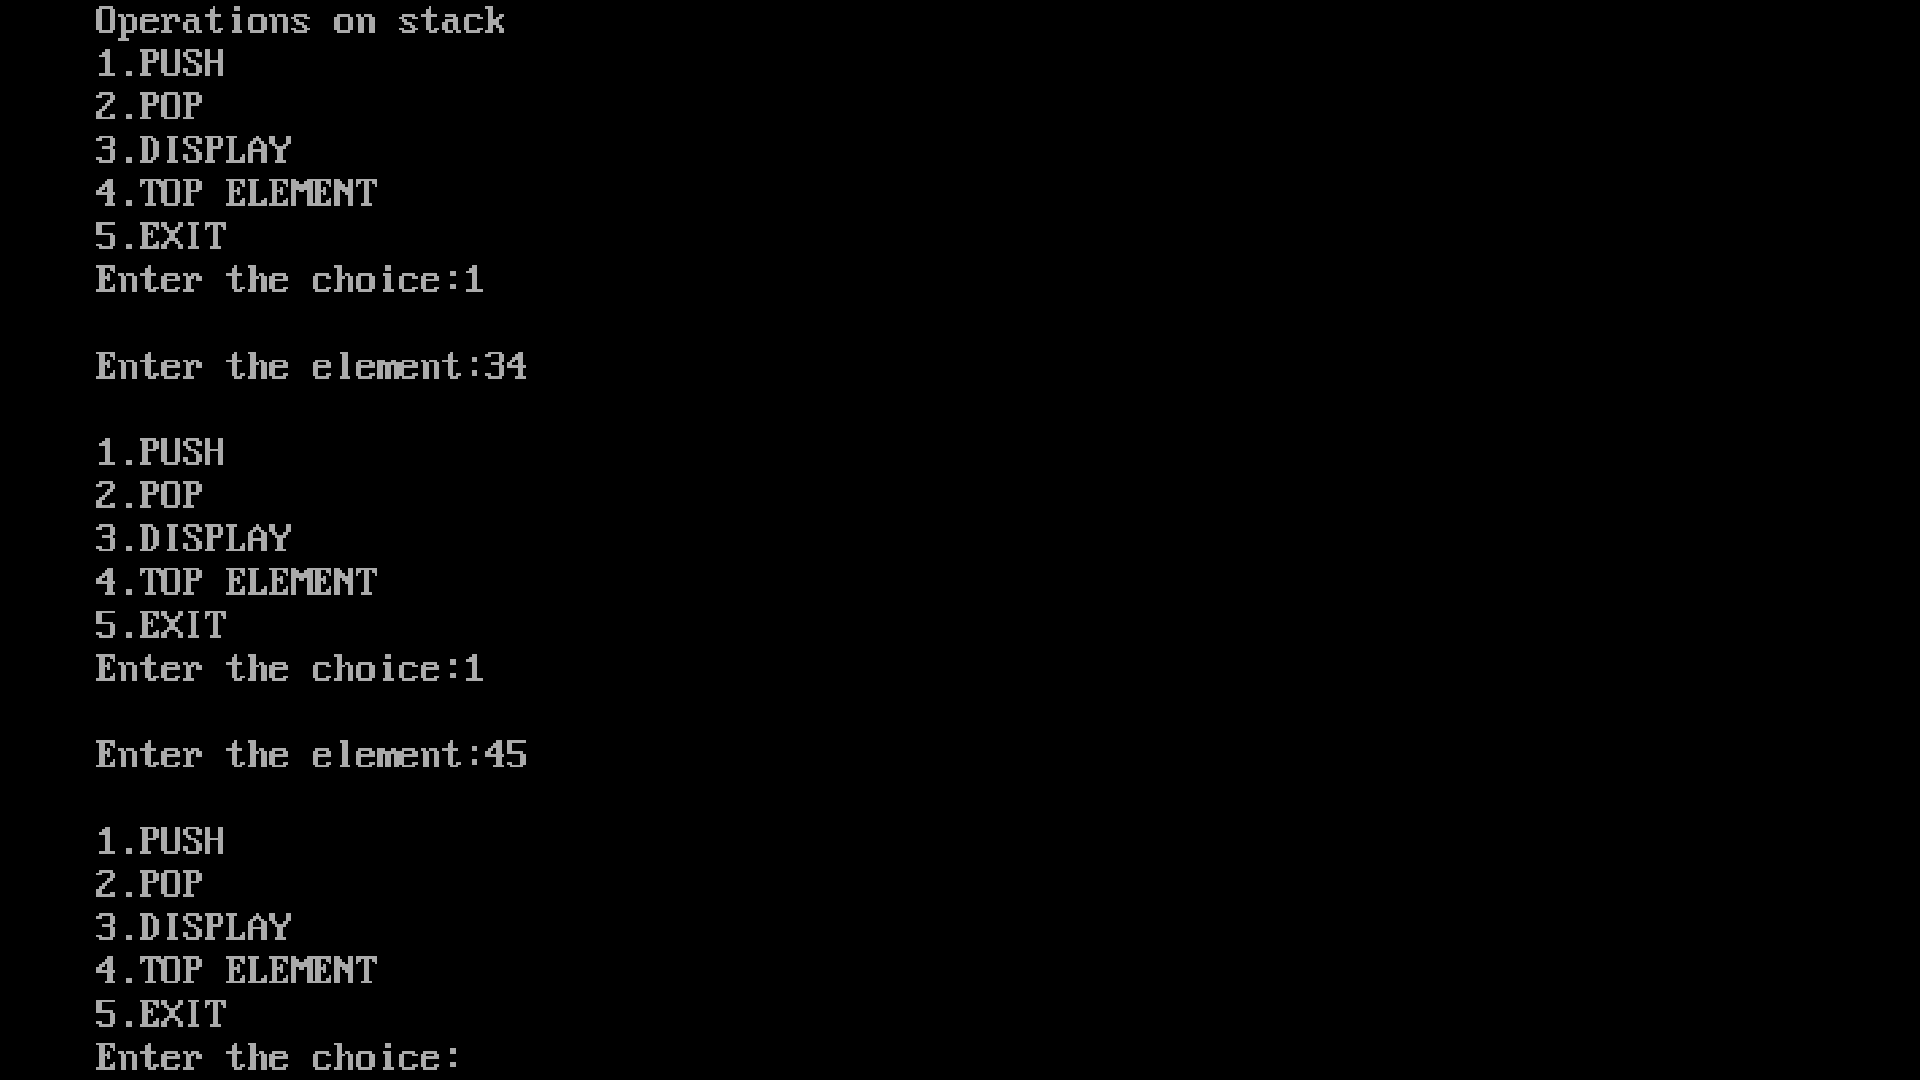 Operations on stack
1.PUSH
2.POP
3.DISPLAY
4.TOP ELEMENT
5.EXIT
Enter the choice:1
Enter the element:34
1.PUSH
2.POP
3.DISPLAY
4.TOP ELEMENT
5.EXIT
Enter the choice:1
Enter the element:45
1.PUSH
2.POP
3.DISPLAY
4.TOP ELEMENT
5.EXIT
Enter the choice: